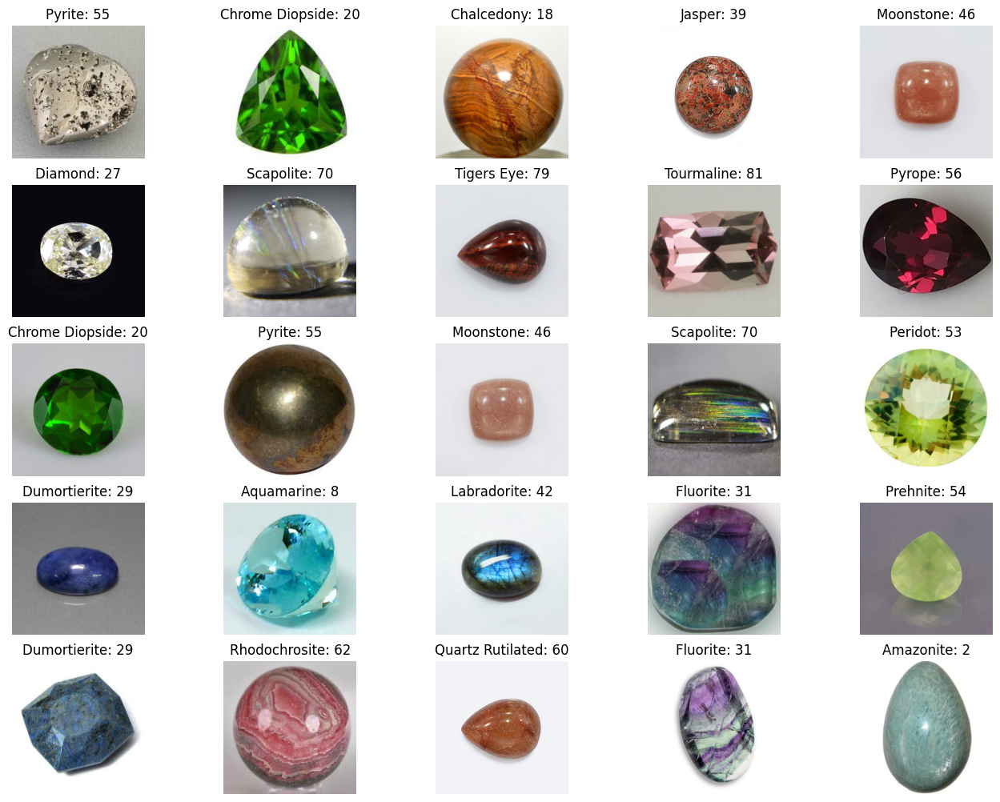 Pyrite: 55
Chrome Diopside: 20
Chalcedony: 18
Jasper: 39
Moonstone: 46
Diamond: 27
Scapolite: 70
Tigers Eye: 79
Tourmaline: 81
Pyrope: 56
Chrome Diopside: 20
Pyrite: 55
Moonstone: 46
Scapolite: 70
Peridot: 53
Dumortierite: 29
Aquamarine: 8
Labradorite: 42
Fluorite: 31
Prehnite: 54
Dumortierite: 29
Rhodochrosite: 62
Quartz Rutilated: 60
Fluorite: 31
Amazonite: 2